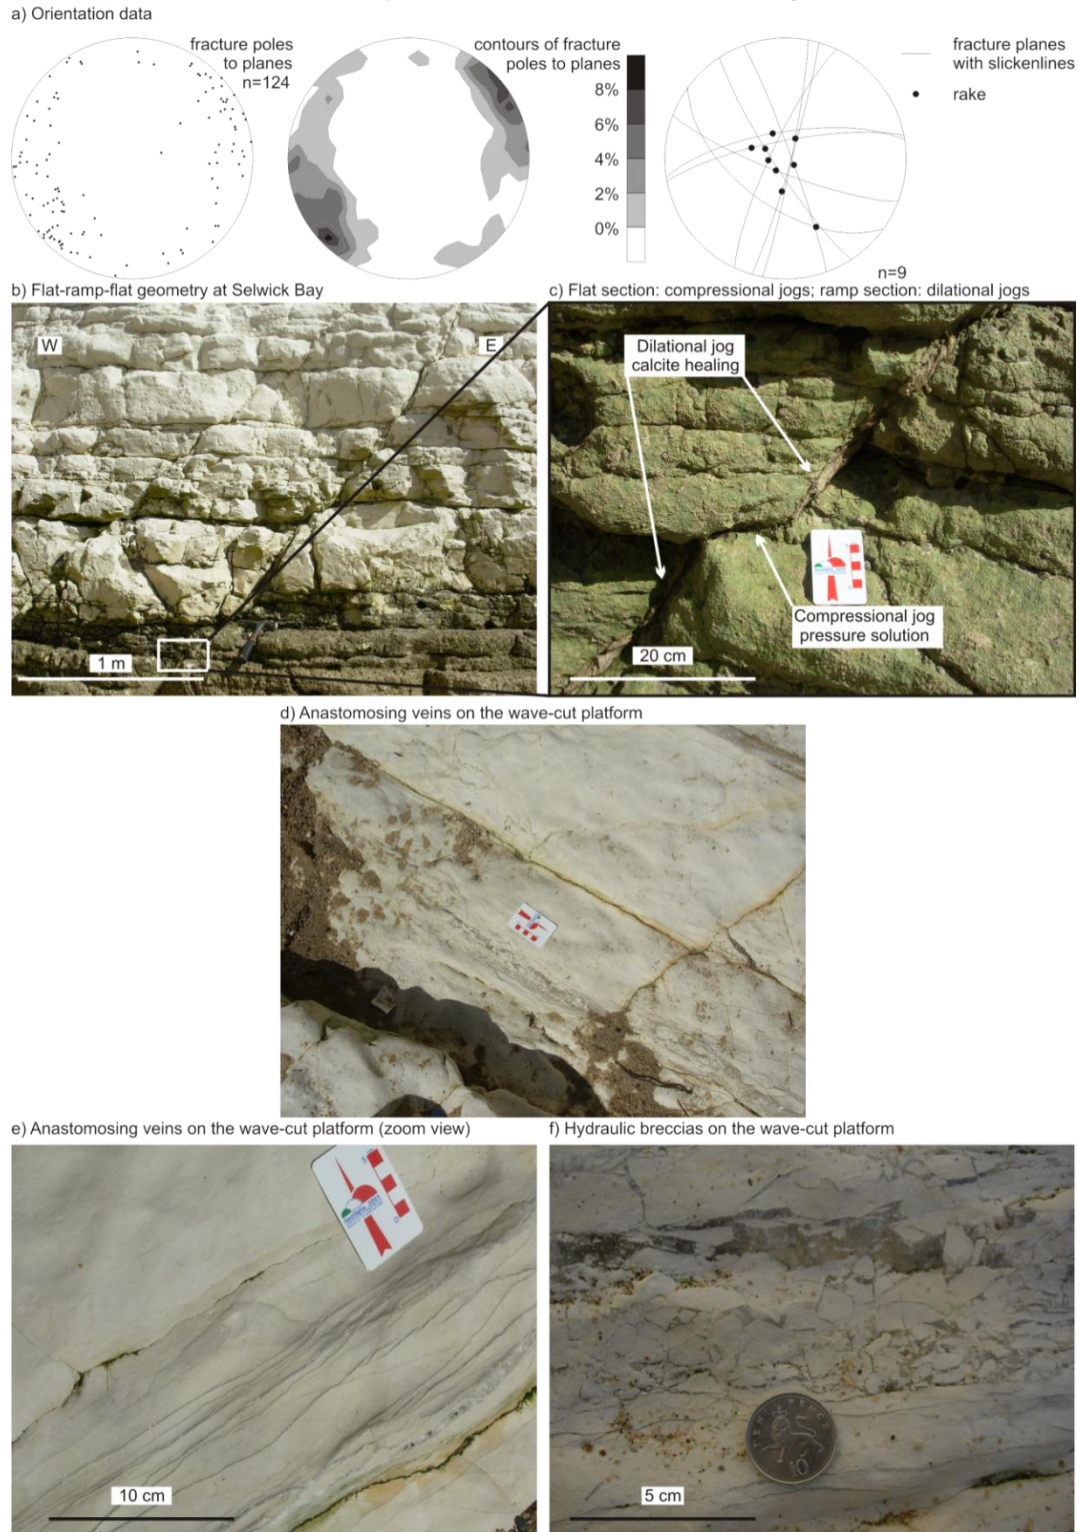 a) Orientation data
fracture poles
to planes
n=124
contours of fracture
poles to planes
8%
6%
4%
2%
0%
fracture planes
with slickenlines
rake
n=9
b) Flat-ramp-flat geometry at Selwick Bay
W
E
1 m
c) Flat section: compressional jogs; ramp section: dilational jogs
Dilational jog
calcite healing
Compressional jog
pressure solution
20 cm
d) Anastomosing veins on the wave-cut platform
e) Anastomosing veins on the wave-cut platform (zoom view)
10 cm
f) Hydraulic breccias on the wave-cut platform
TEN PENCE
10
5 cm